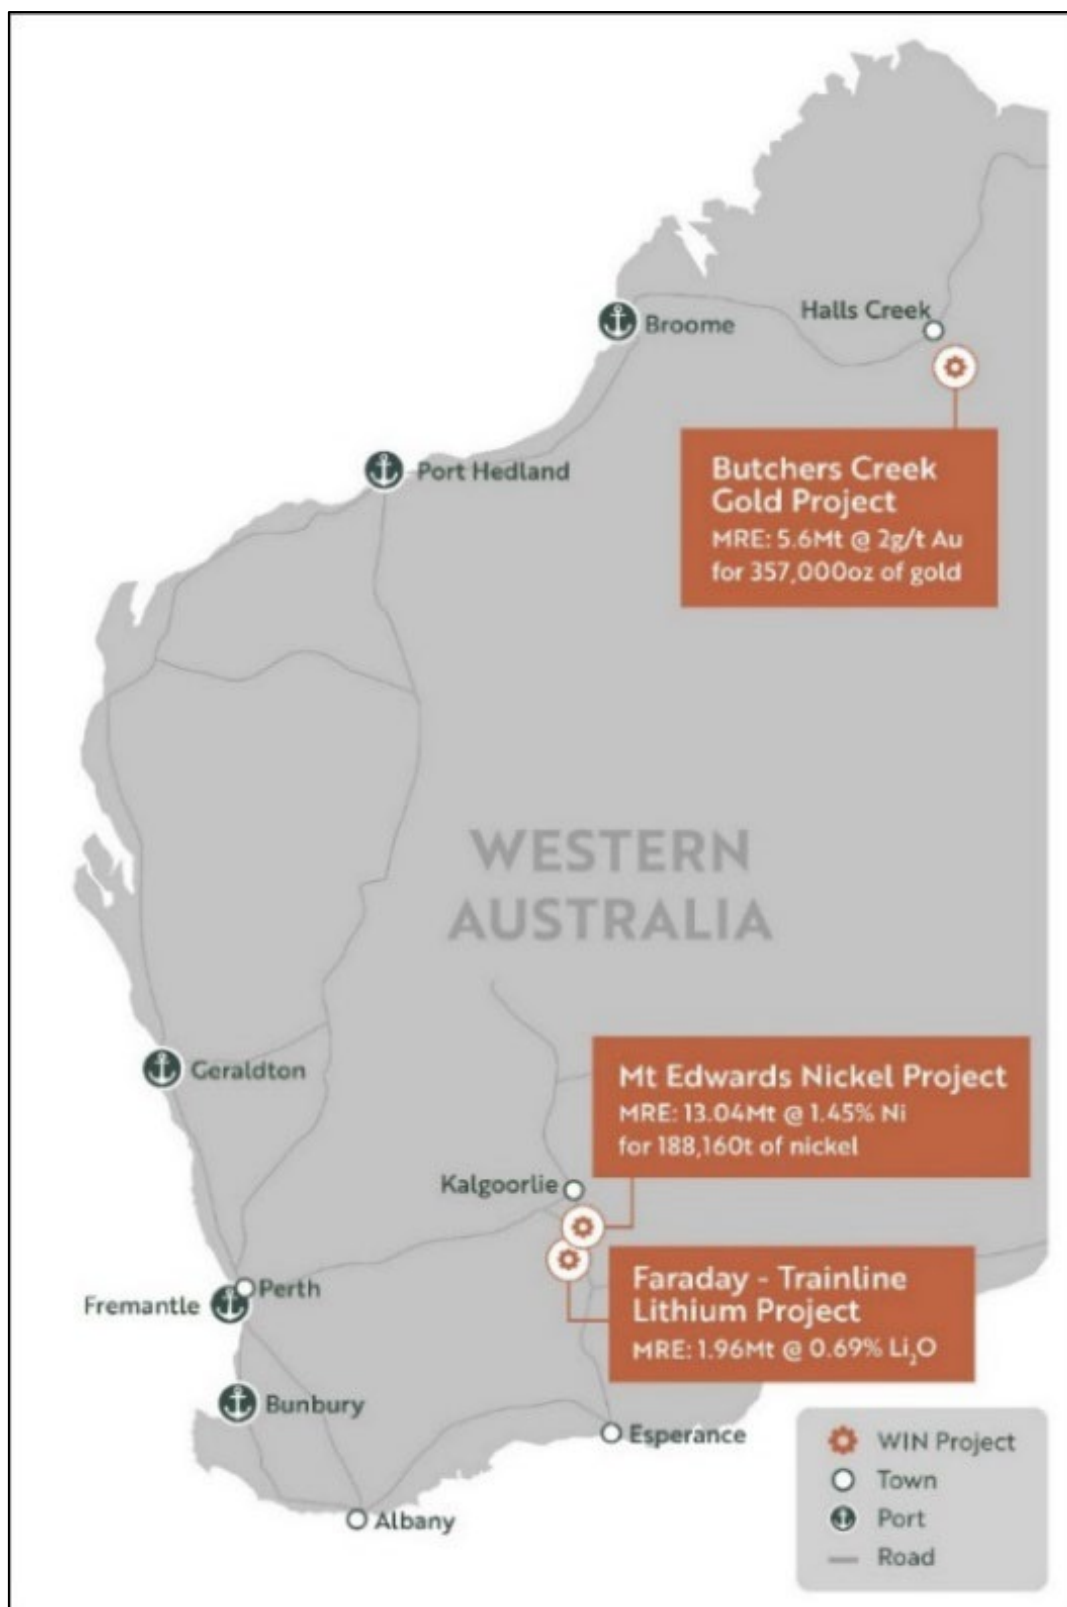 Halls Creek
Broome
Port Hedland
Butchers Creek
Gold Project
MRE: 5.6Mt @ 2g/t Au
for 357,000oz of gold
WESTERN
AUSTRALIA
Geraldton
Mt Edwards Nickel Project
MRE: 13.04Mt @ 1.45% Ni
for 188,160t of nickel
Kalgoorlie
Perth
Fremantle
Faraday - Trainline
Lithium Project
MRE: 1.96Mt @ 0.69% Li₂O
Bunbury
Esperance
Albany
WIN Project
Town
Port
Road